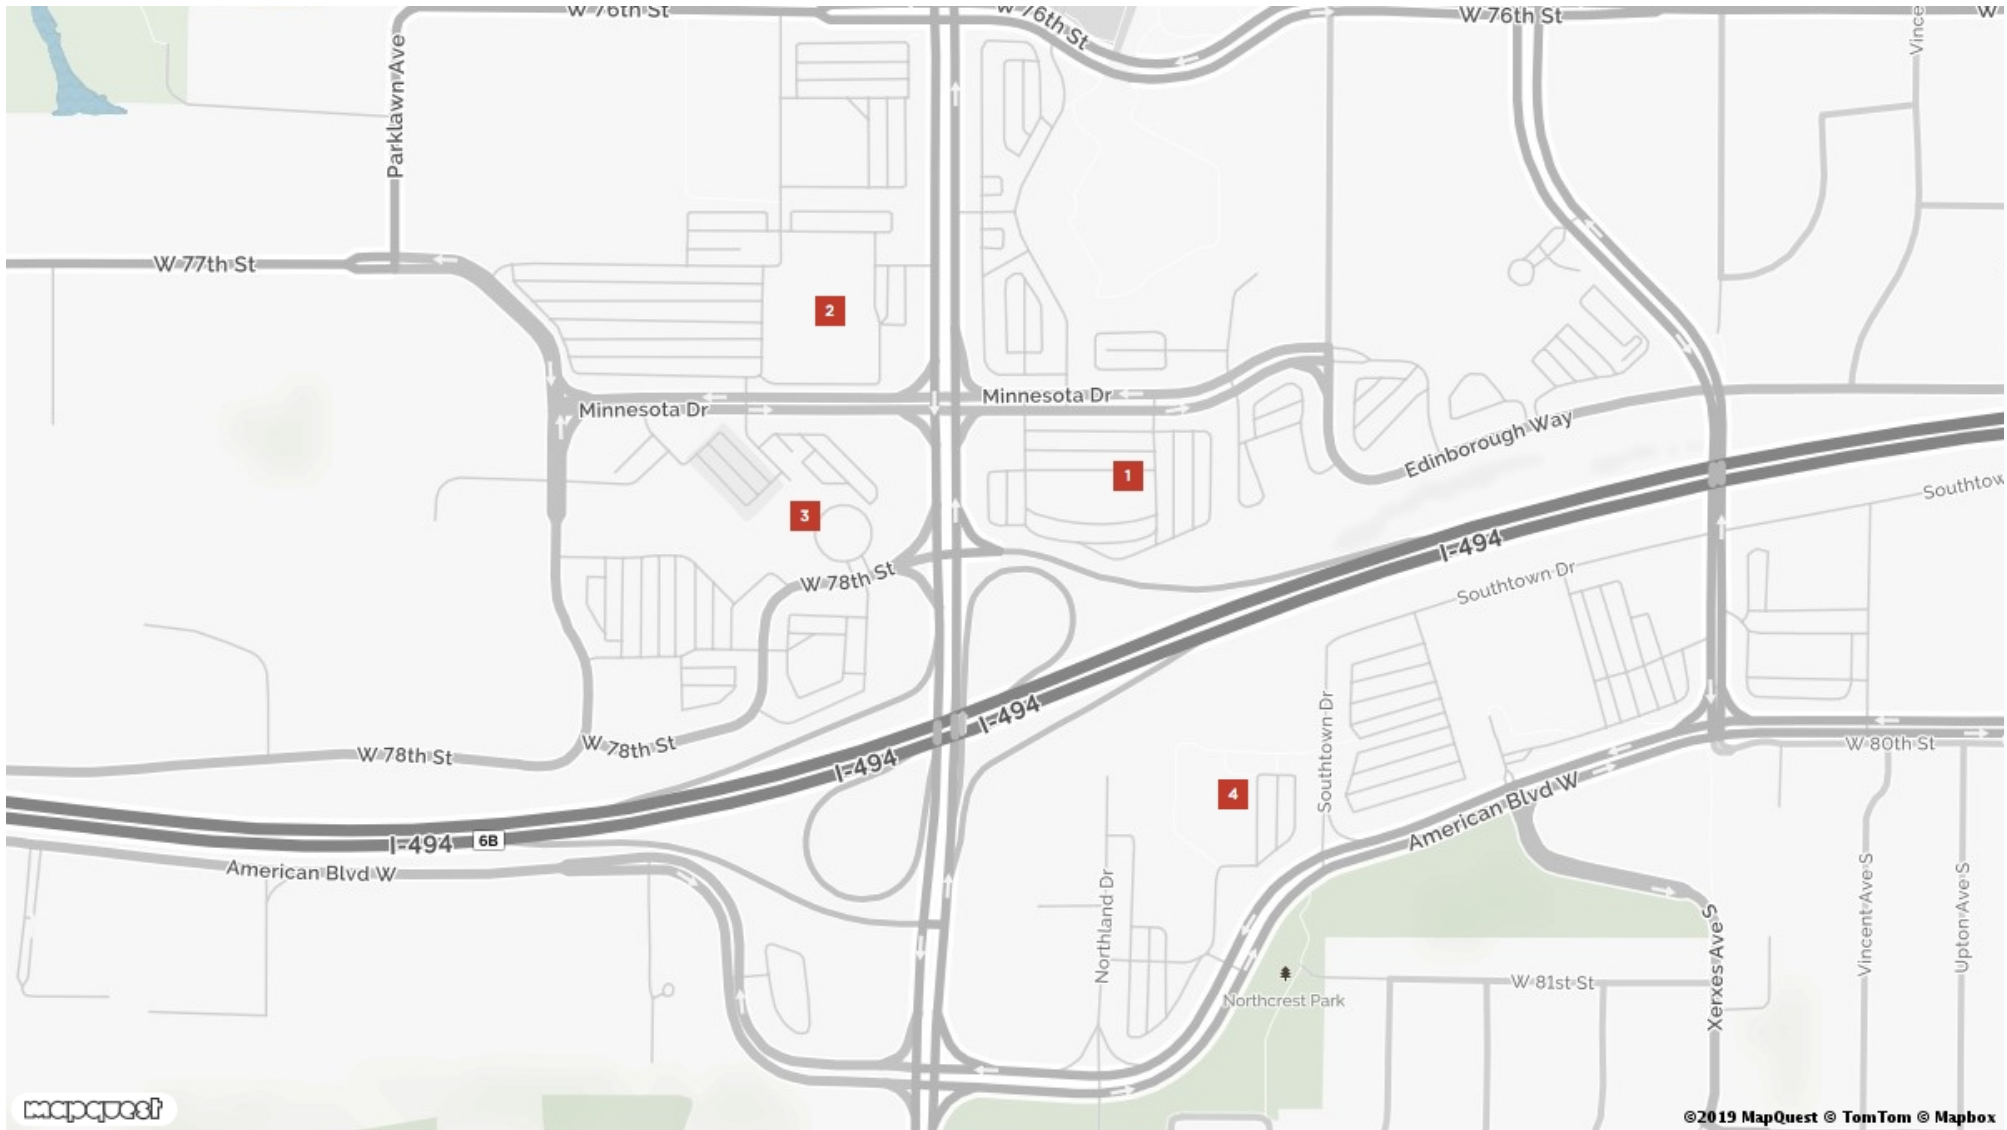 W 76th St
W 76th St
W 76th St
W
Vince
Parklawn Ave
W 77th St
2
Minnesota Dr
Minnesota Dr
Edinborough Way
1
3
Southtow
I-494
W 78th St
Southtown Dr
I-494
W 78th St
W 78th St
I-494
Southtown Dr
W 80th St
4
American Blvd W
I-494
6B
American Blvd W
Northland Dr
Vincent Ave S
Upton Ave S
S
Xerxes Ave
W 81st St
Northcrest Park
mapquest
©2019 MapQuest © TomTom © Mapbox